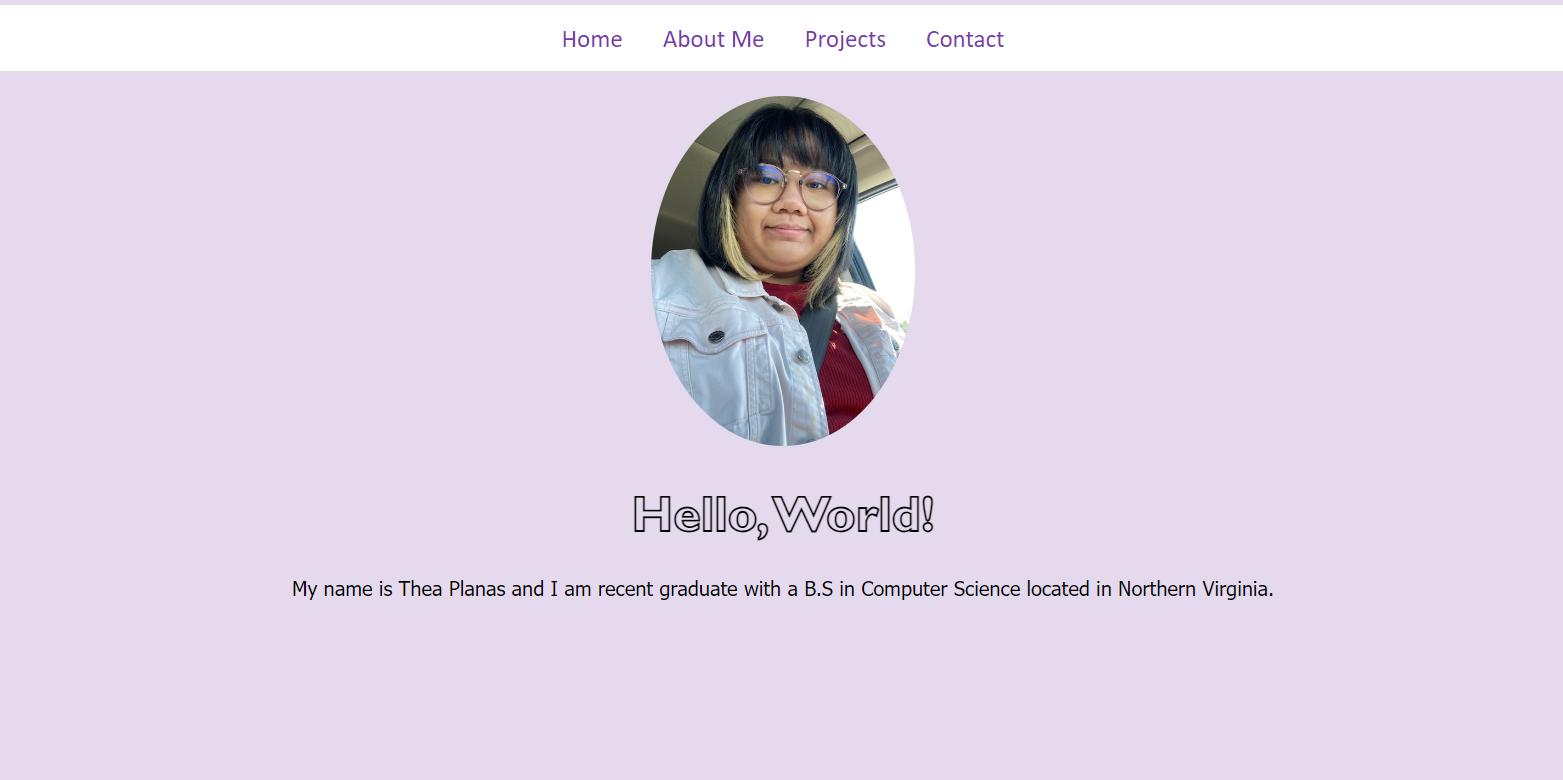 Home About Me Projects Contact
Hello, World!
My name is Thea Planas and I am recent graduate with a B.S in Computer Science located in Northern Virginia.